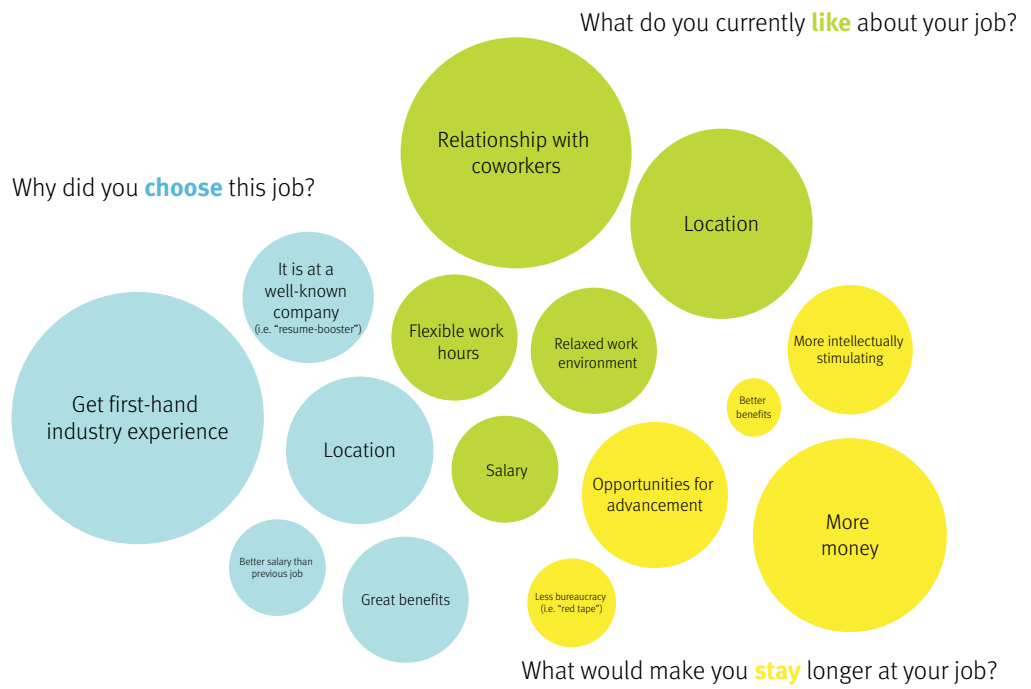 What do you currently like about your job?
Relationship with
coworkers
Location
Flexible work
hours
Relaxed work
environment
Salary
Why did you choose this job?
It is at a
well-known
company
(i.e. “resume-booster”)
Get first-hand
industry experience
Location
Better salary than
previous job
Great benefits
More intellectually
stimulating
Better
benefits
Opportunities for
advancement
More
money
Less bureaucracy
(i.e. “red tape”)
What would make you stay longer at your job?